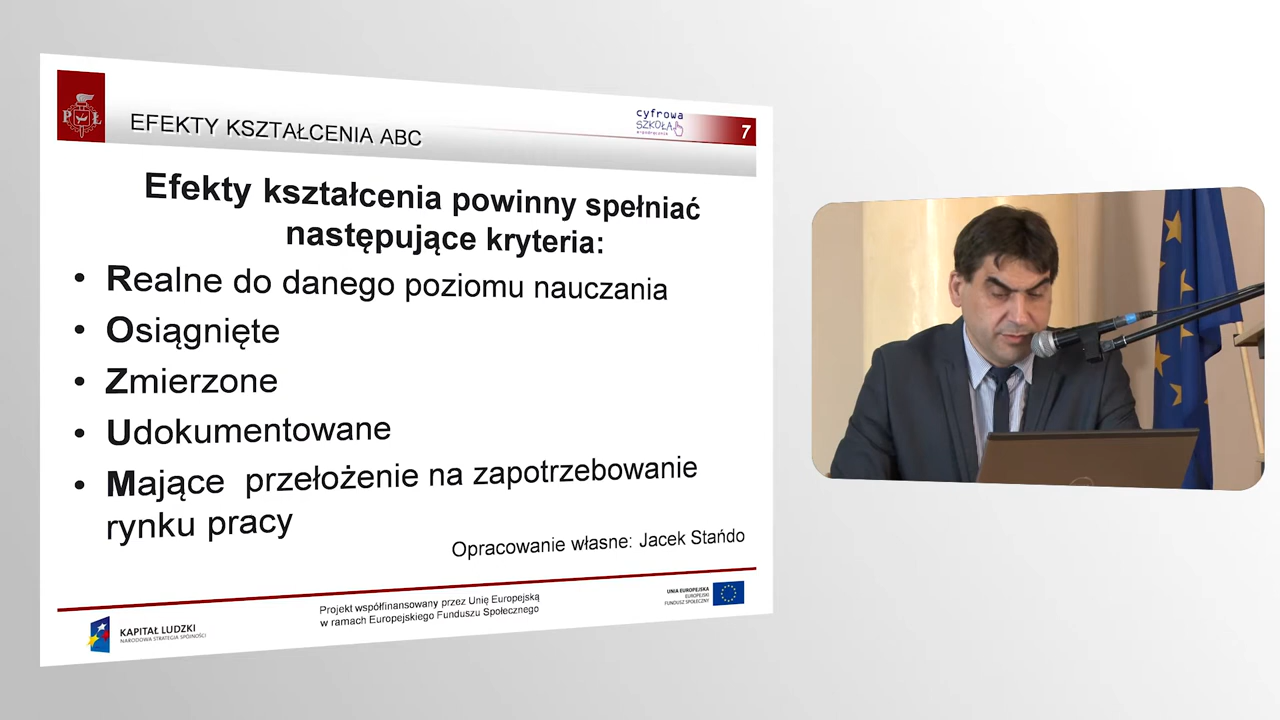 P Ł
EFEKTY KSZTAŁCENIA ABC
cyfrowa
SZKOŁA
7
Efekty kształcenia powinny spełniać
następujące kryteria:
• Realne do danego poziomu nauczania
• Osiągnięte
• Zmierzone
• Udokumentowane
• Mające przełożenie na zapotrzebowanie
rynku pracy
Opracowanie własne: Jacek Stańdo
KAPITAŁ LUDZKI
NARODOWA STRATEGIA SPÓJNOŚCI
Projekt współfinansowany przez Unię Europejską
w ramach Europejskiego Funduszu Społecznego
UNIA EUROPEJSKA
EUROPEJSKI
FUNDUSZ SPOŁECZNY